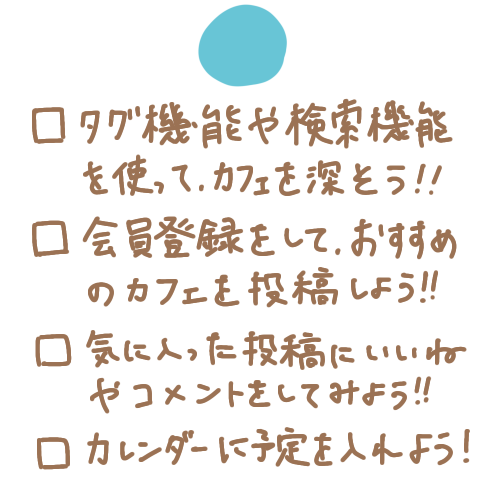 □ タグ機能や検索機能
を使って、カフェを深そう!!
□ 会員登録をして、おすすめ
のカフェを投稿しよう!!
□ 気に入った投稿にいいね
やコメントをしてみよう!!
□ カレンダーに予定を入れよう!